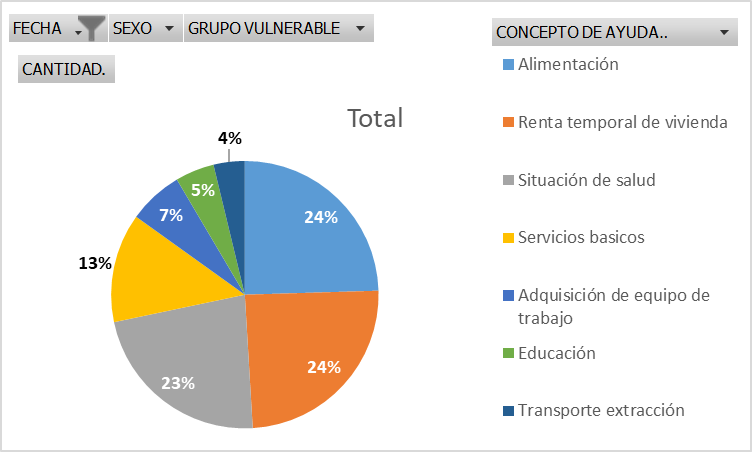 FECHA
SEXO
GRUPO VULNERABLE
CONCEPTO DE AYUDA..
CANTIDAD.
Total
4%
5%
7%
13%
24%
24%
23%
Alimentación
Renta temporal de vivienda
Situación de salud
Servicios basicos
Adquisición de equipo de
trabajo
Educación
Transporte extracción